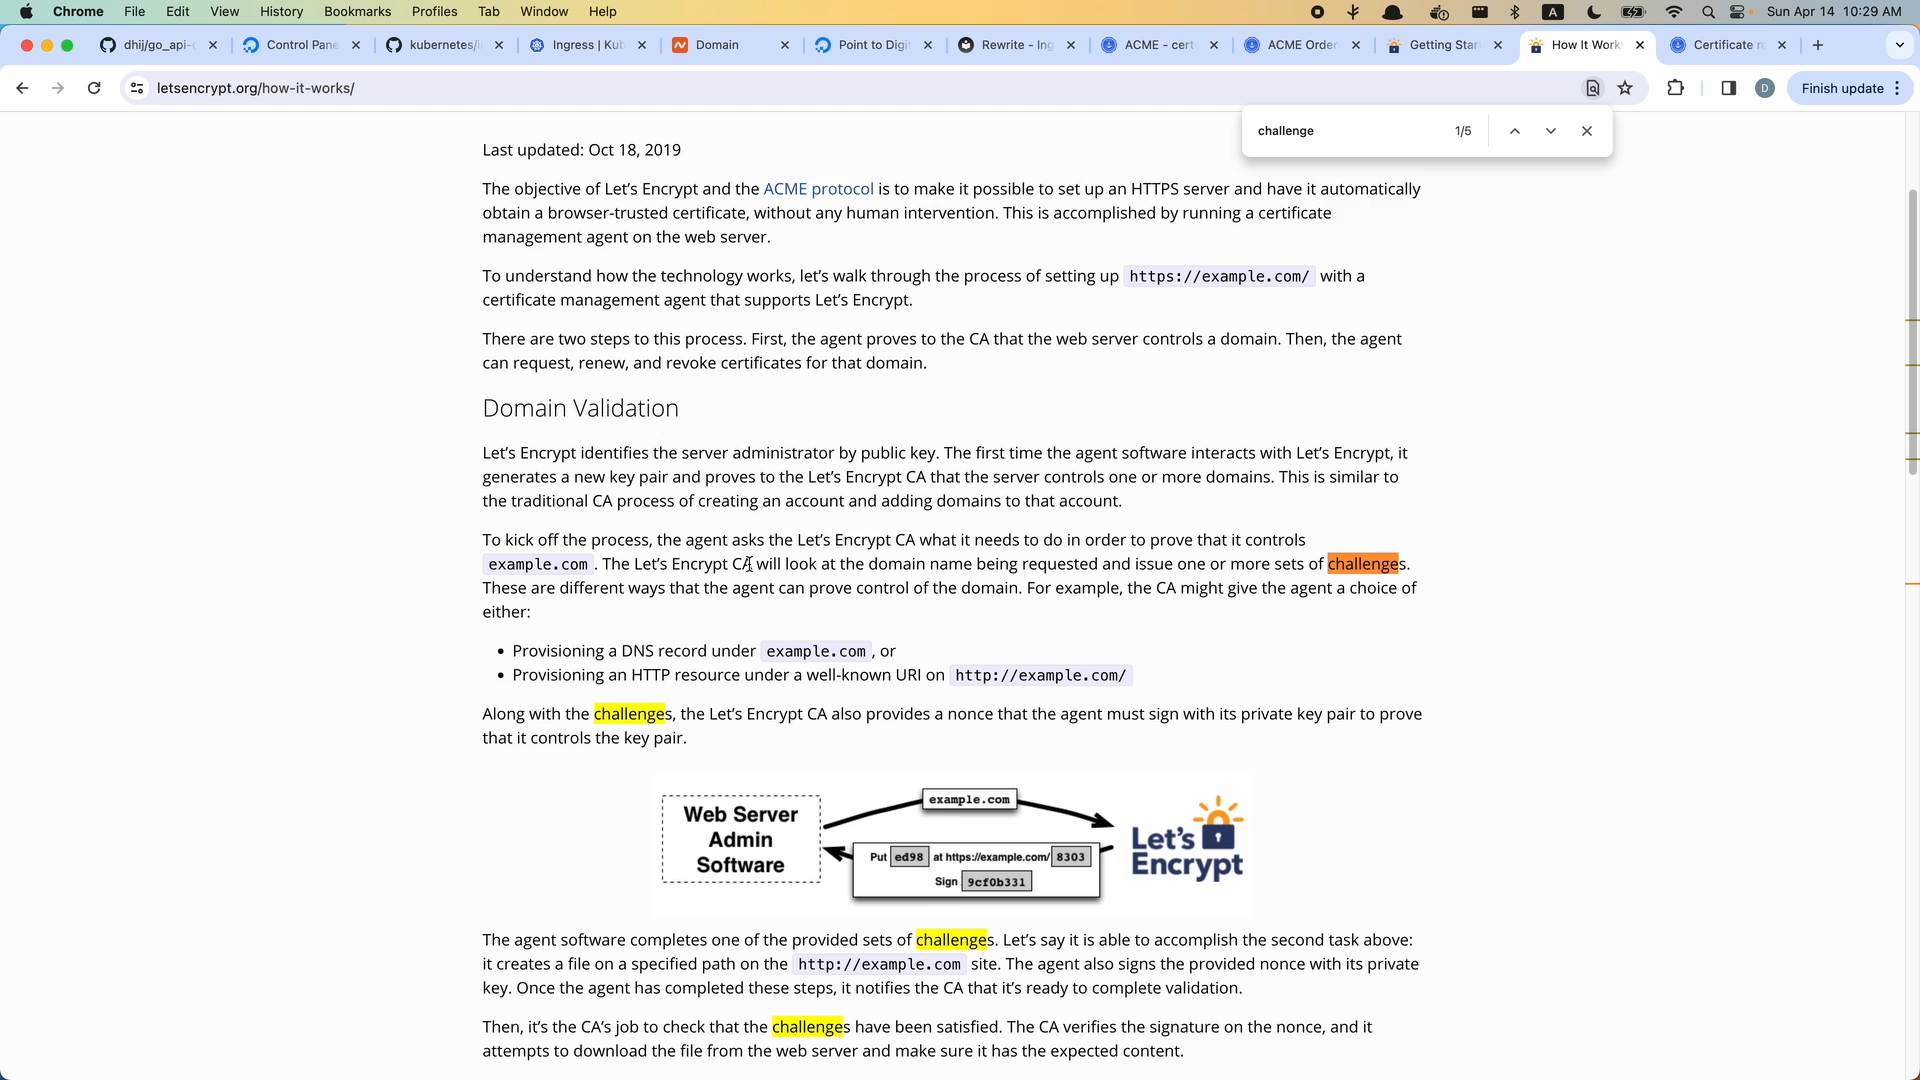 Chrome File Edit View History Bookmarks Profiles Tab Window Help A Sun Apr 14 10:29 AM
dhij/go_api- Control Pane kubernetes/i Ingress | Kub Domain Point to Digit Rewrite - Ing ACME - cert ACME Order Getting Star How It Work Certificate re
letsencrypt.org/how-it-works/ D Finish update
challenge 1/5
Last updated: Oct 18, 2019
The objective of Let’s Encrypt and the ACME protocol is to make it possible to set up an HTTPS server and have it automatically
obtain a browser-trusted certificate, without any human intervention. This is accomplished by running a certificate
management agent on the web server.
To understand how the technology works, let’s walk through the process of setting up https://example.com/ with a
certificate management agent that supports Let’s Encrypt.
There are two steps to this process. First, the agent proves to the CA that the web server controls a domain. Then, the agent
can request, renew, and revoke certificates for that domain.
Domain Validation
Let’s Encrypt identifies the server administrator by public key. The first time the agent software interacts with Let’s Encrypt, it
generates a new key pair and proves to the Let’s Encrypt CA that the server controls one or more domains. This is similar to
the traditional CA process of creating an account and adding domains to that account.
To kick off the process, the agent asks the Let’s Encrypt CA what it needs to do in order to prove that it controls
example.com. The Let’s Encrypt CA will look at the domain name being requested and issue one or more sets of challenges.
These are different ways that the agent can prove control of the domain. For example, the CA might give the agent a choice of
either:
• Provisioning a DNS record under example.com, or
• Provisioning an HTTP resource under a well-known URI on http://example.com/
Along with the challenges, the Let’s Encrypt CA also provides a nonce that the agent must sign with its private key pair to prove
that it controls the key pair.
example.com
Web Server
Admin
Software
Put ed98 at https://example.com/ 8303
Sign 9cf0b331
Let's
Encrypt
The agent software completes one of the provided sets of challenges. Let’s say it is able to accomplish the second task above:
it creates a file on a specified path on the http://example.com site. The agent also signs the provided nonce with its private
key. Once the agent has completed these steps, it notifies the CA that it’s ready to complete validation.
Then, it’s the CA’s job to check that the challenges have been satisfied. The CA verifies the signature on the nonce, and it
attempts to download the file from the web server and make sure it has the expected content.